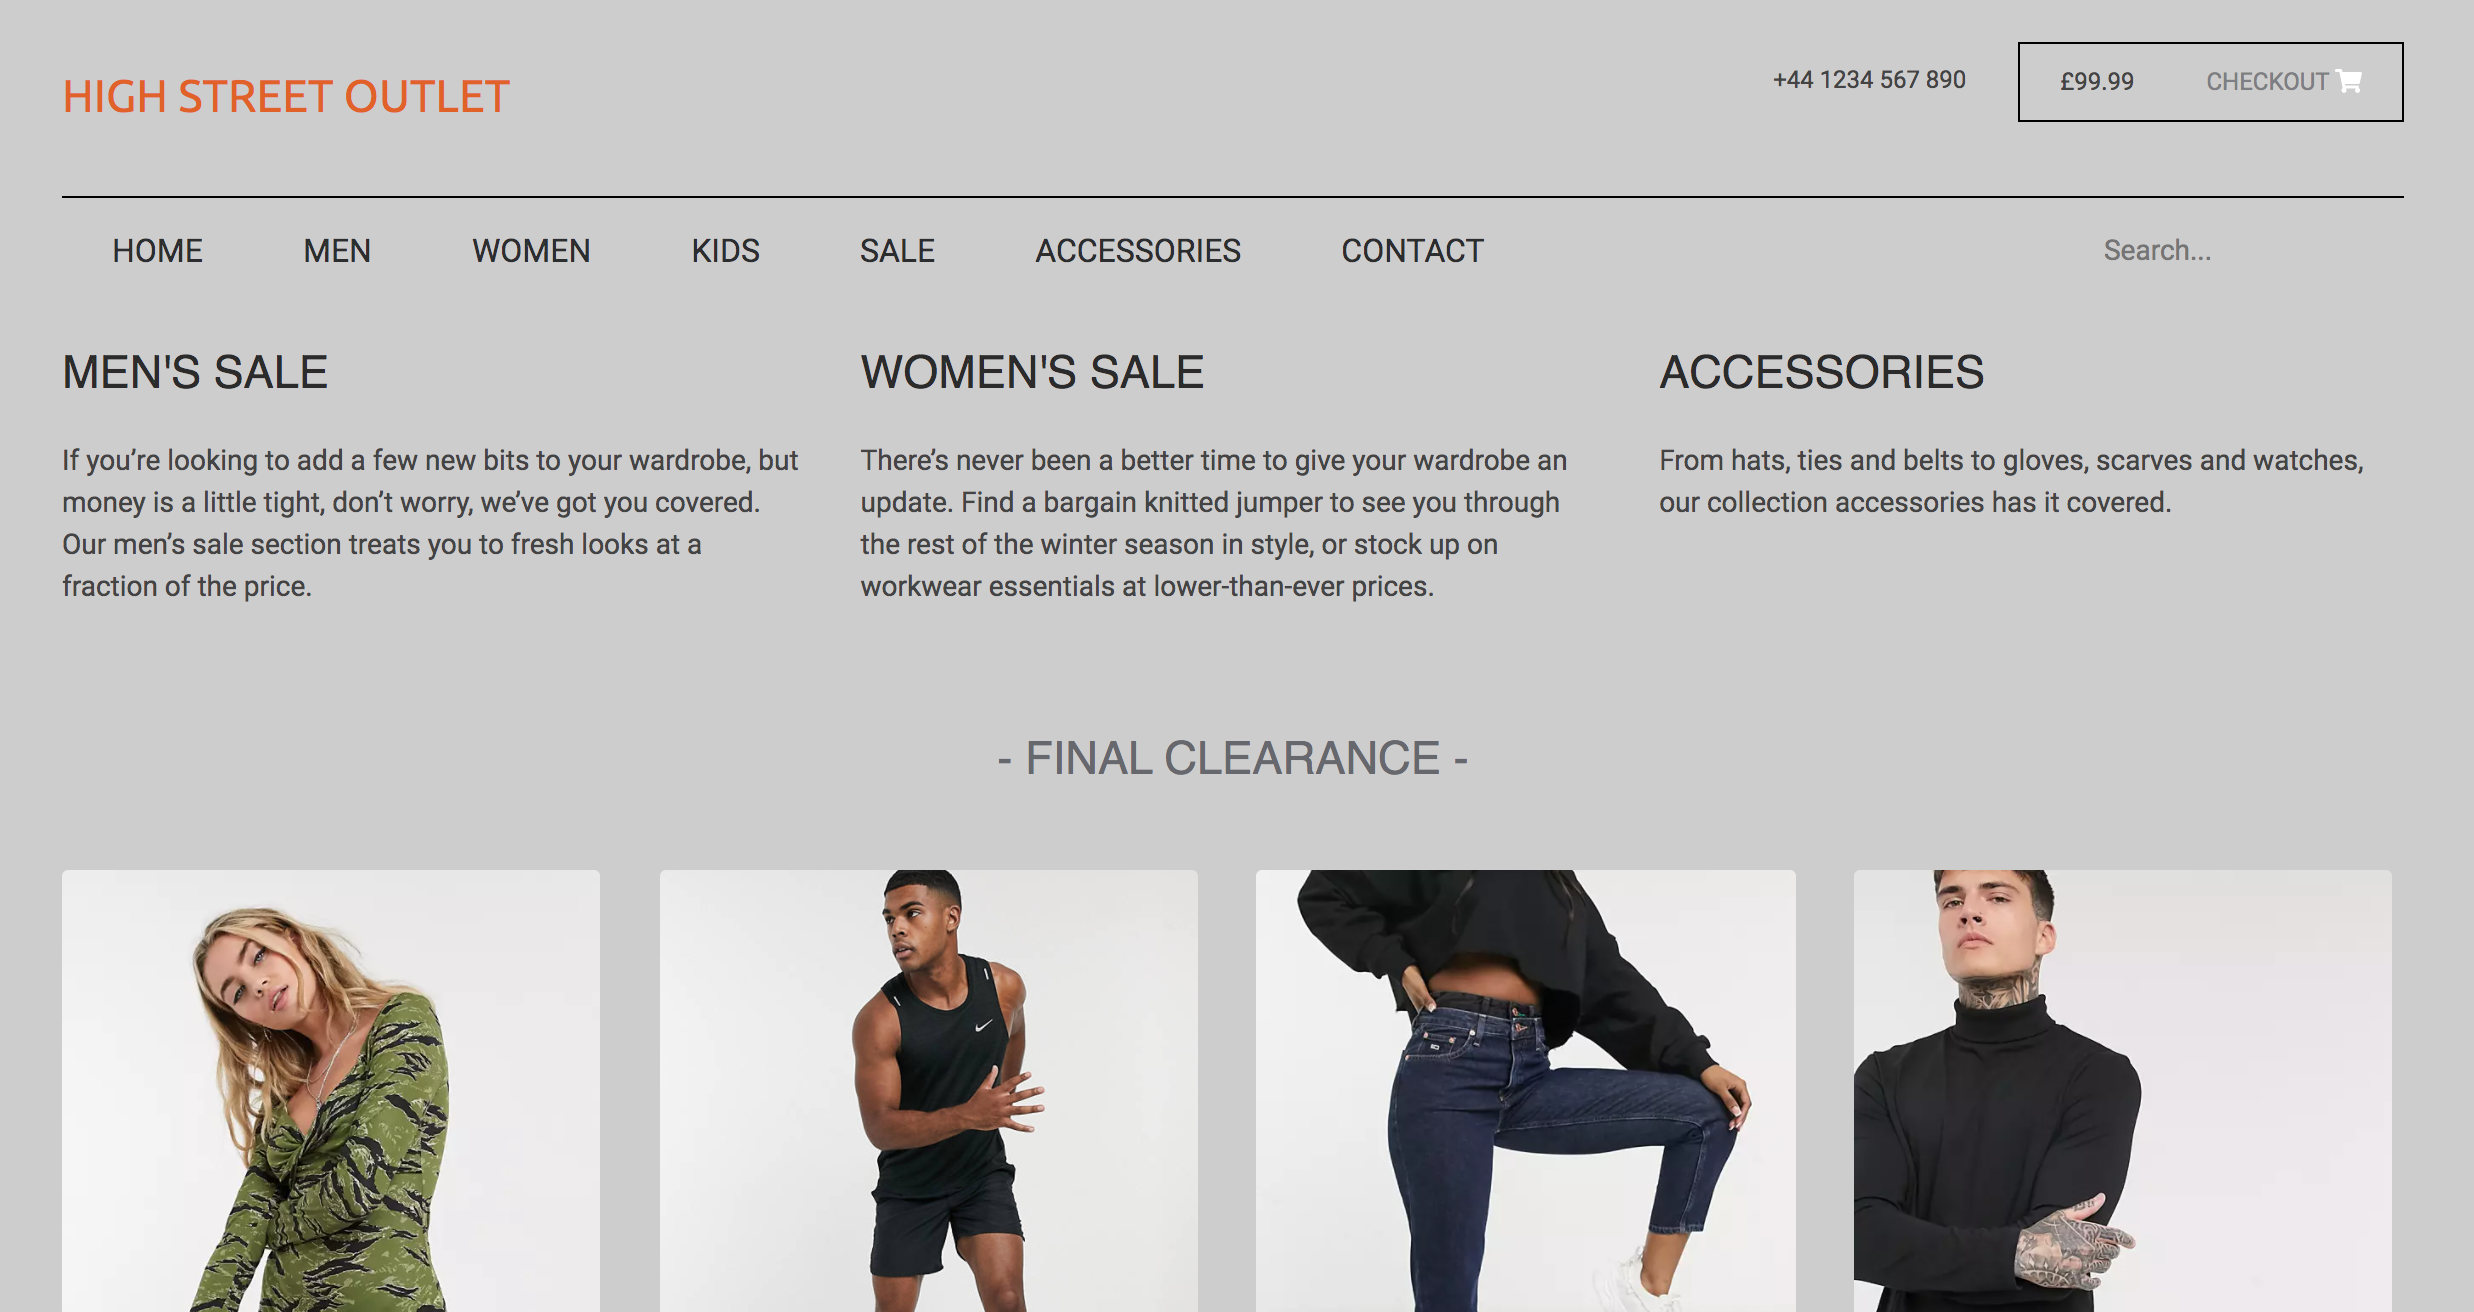 HIGH STREET OUTLET
+44 1234 567 890
£99.99 CHECKOUT
HOME MEN WOMEN KIDS SALE ACCESSORIES CONTACT Search...
MEN'S SALE
If you’re looking to add a few new bits to your wardrobe, but
money is a little tight, don’t worry, we’ve got you covered.
Our men’s sale section treats you to fresh looks at a
fraction of the price.
WOMEN'S SALE
There’s never been a better time to give your wardrobe an
update. Find a bargain knitted jumper to see you through
the rest of the winter season in style, or stock up on
workwear essentials at lower-than-ever prices.
ACCESSORIES
From hats, ties and belts to gloves, scarves and watches,
our collection accessories has it covered.
- FINAL CLEARANCE -